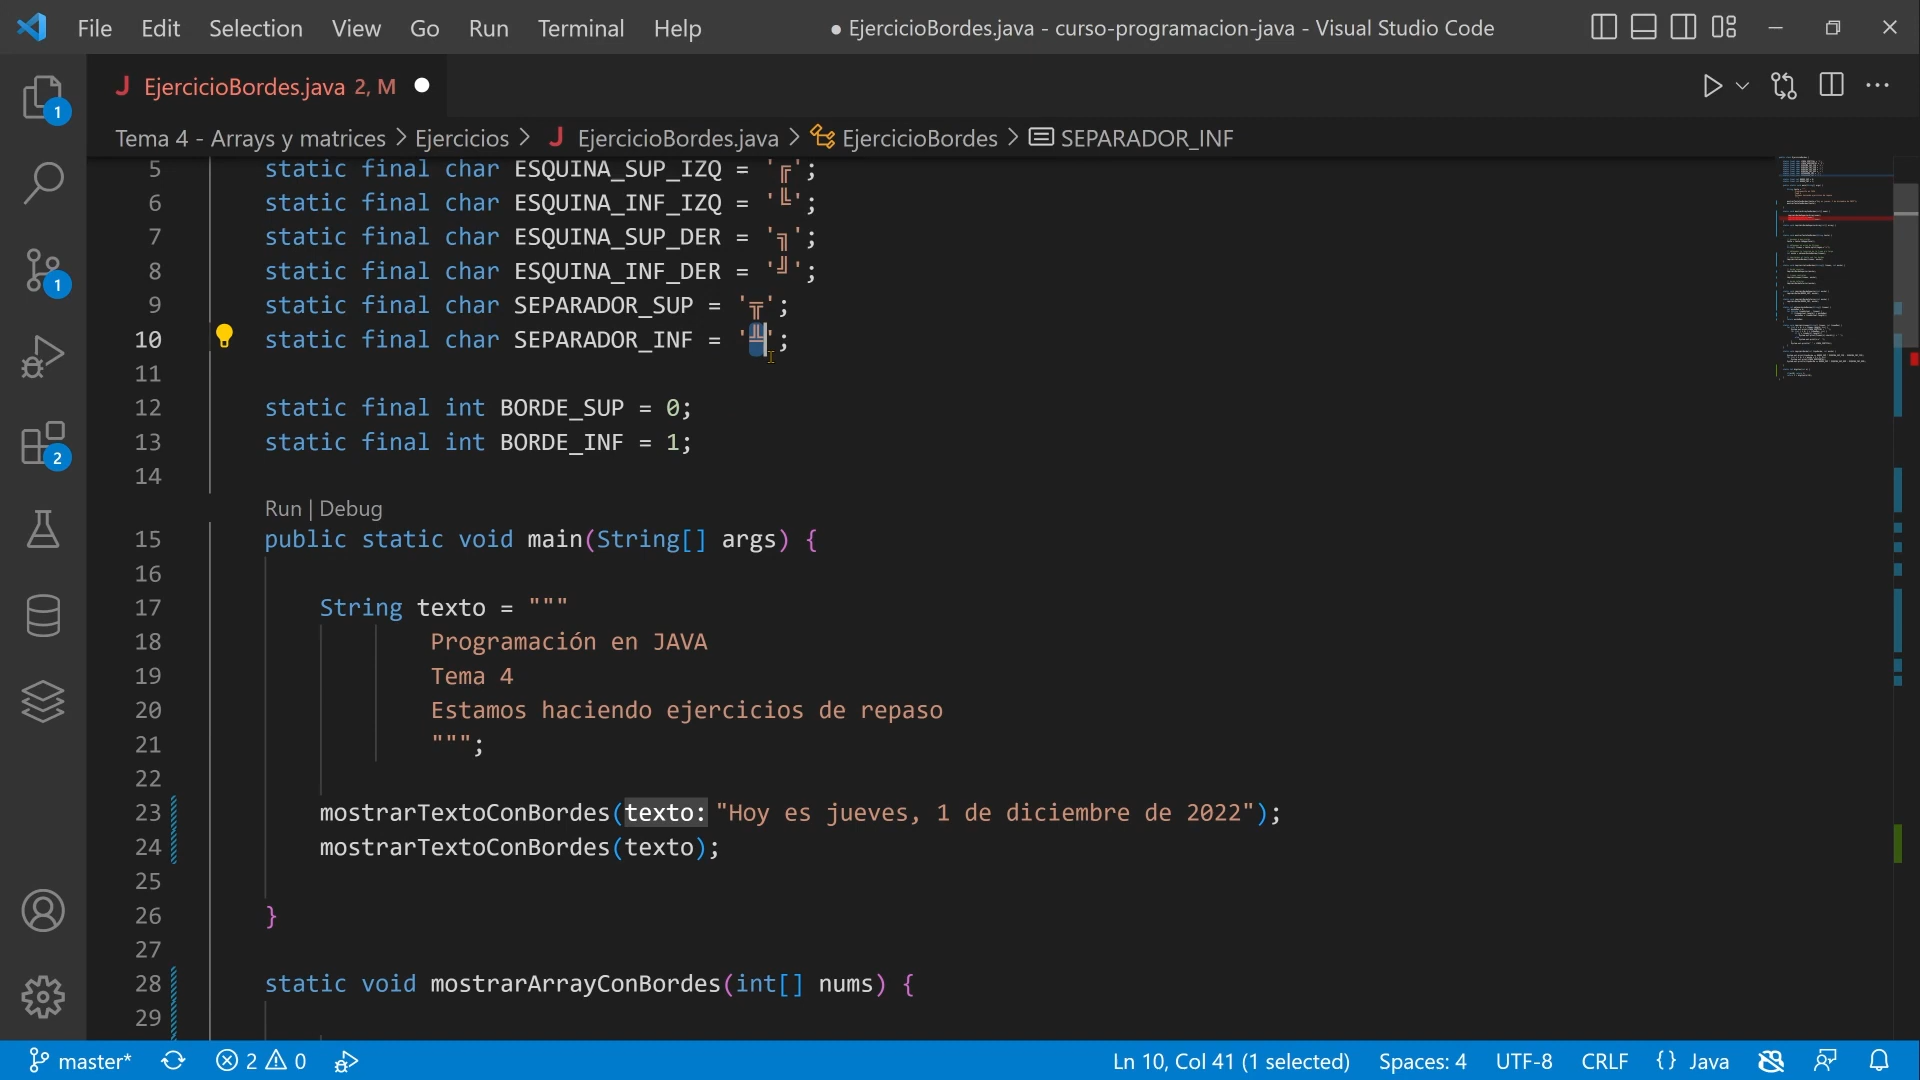 File Edit Selection View Go Run Terminal Help ● EjercicioBordes.java - curso-programacion-java - Visual Studio Code
J EjercicioBordes.java 2, M
Tema 4 - Arrays y matrices > Ejercicios > J EjercicioBordes.java > EjercicioBordes > SEPARADOR_INF
1
1
2
5 static final char ESQUINA_SUP_IZQ = '╔';
6 static final char ESQUINA_INF_IZQ = '╚';
7 static final char ESQUINA_SUP_DER = '╗';
8 static final char ESQUINA_INF_DER = '╝';
9 static final char SEPARADOR_SUP = '╦';
10 static final char SEPARADOR_INF = '╩';
11
12 static final int BORDE_SUP = 0;
13 static final int BORDE_INF = 1;
14
Run | Debug
15 public static void main(String[] args) {
16
17 String texto = """
18 Programación en JAVA
19 Tema 4
20 Estamos haciendo ejercicios de repaso
21 """;
22
23 mostrarTextoConBordes(texto: "Hoy es jueves, 1 de diciembre de 2022");
24 mostrarTextoConBordes(texto);
25
26 }
27
28 static void mostrarArrayConBordes(int[] nums) {
29
master* 2 0 Ln 10, Col 41 (1 selected) Spaces: 4 UTF-8 CRLF {} Java